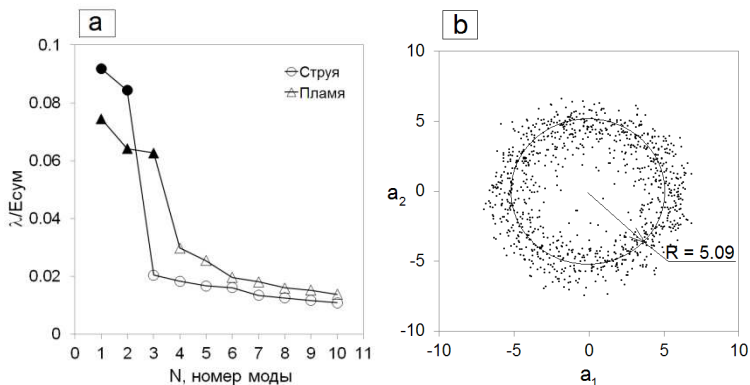 a
0.1
0.08
0.06
0.04
0.02
0
λ/Eсум
Струя
Пламя
0 1 2 3 4 5 6 7 8 9 10 11
N, номер моды
b
10
5
0
-5
-10
a2
R = 5.09
-10 -5 0 5 10
a1